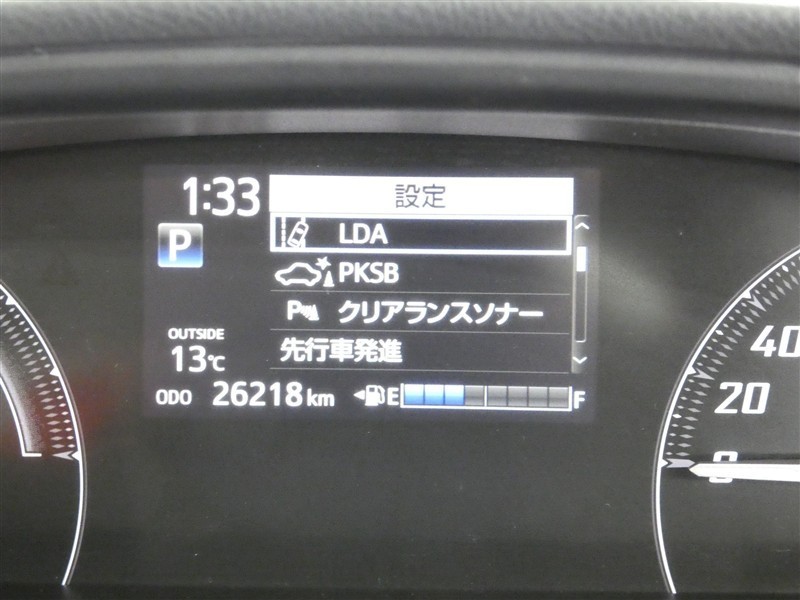 1:33
設定
P
LDA
PKSB
P クリアランスソナー
OUTSIDE
13℃
先行車発進
ODO 26218 km
E F
40
20
0